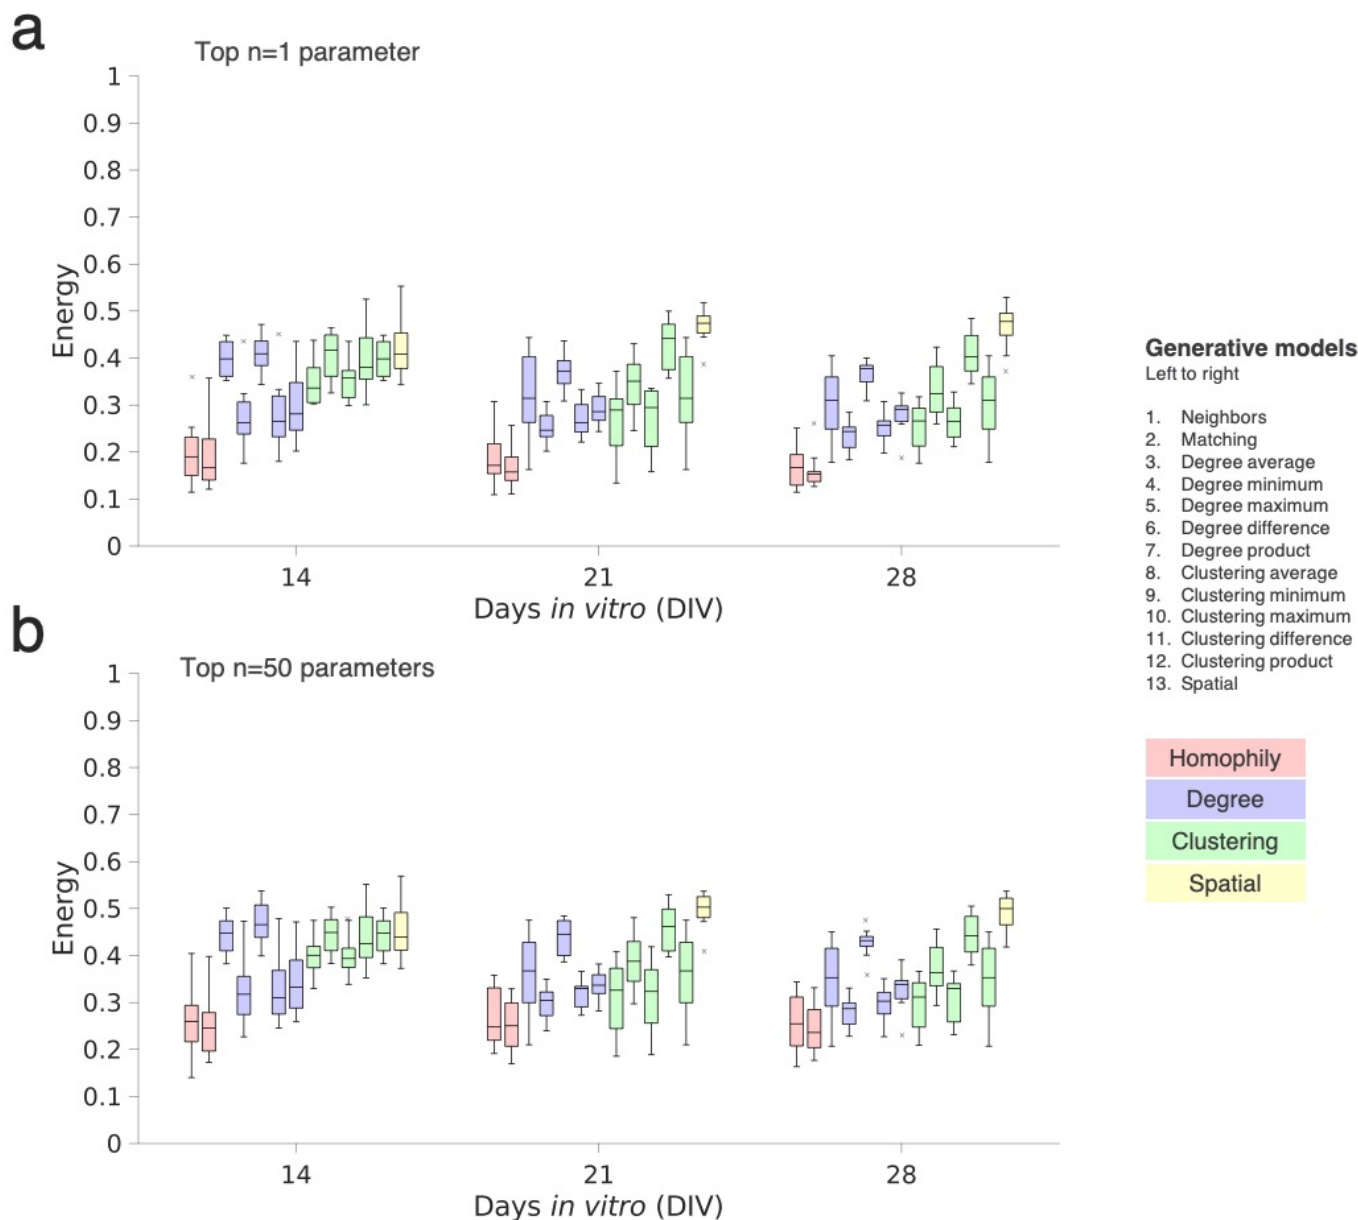 a
Top n=1 parameter
1
0.9
0.8
0.7
0.6
0.5
0.4
0.3
0.2
0.1
0
Energy
14
21
28
Days in vitro (DIV)
b
Top n=50 parameters
1
0.9
0.8
0.7
0.6
0.5
0.4
0.3
0.2
0.1
0
Energy
14
21
28
Days in vitro (DIV)
Generative models
Left to right
1. Neighbors
2. Matching
3. Degree average
4. Degree minimum
5. Degree maximum
6. Degree difference
7. Degree product
8. Clustering average
9. Clustering minimum
10. Clustering maximum
11. Clustering difference
12. Clustering product
13. Spatial
Homophily
Degree
Clustering
Spatial